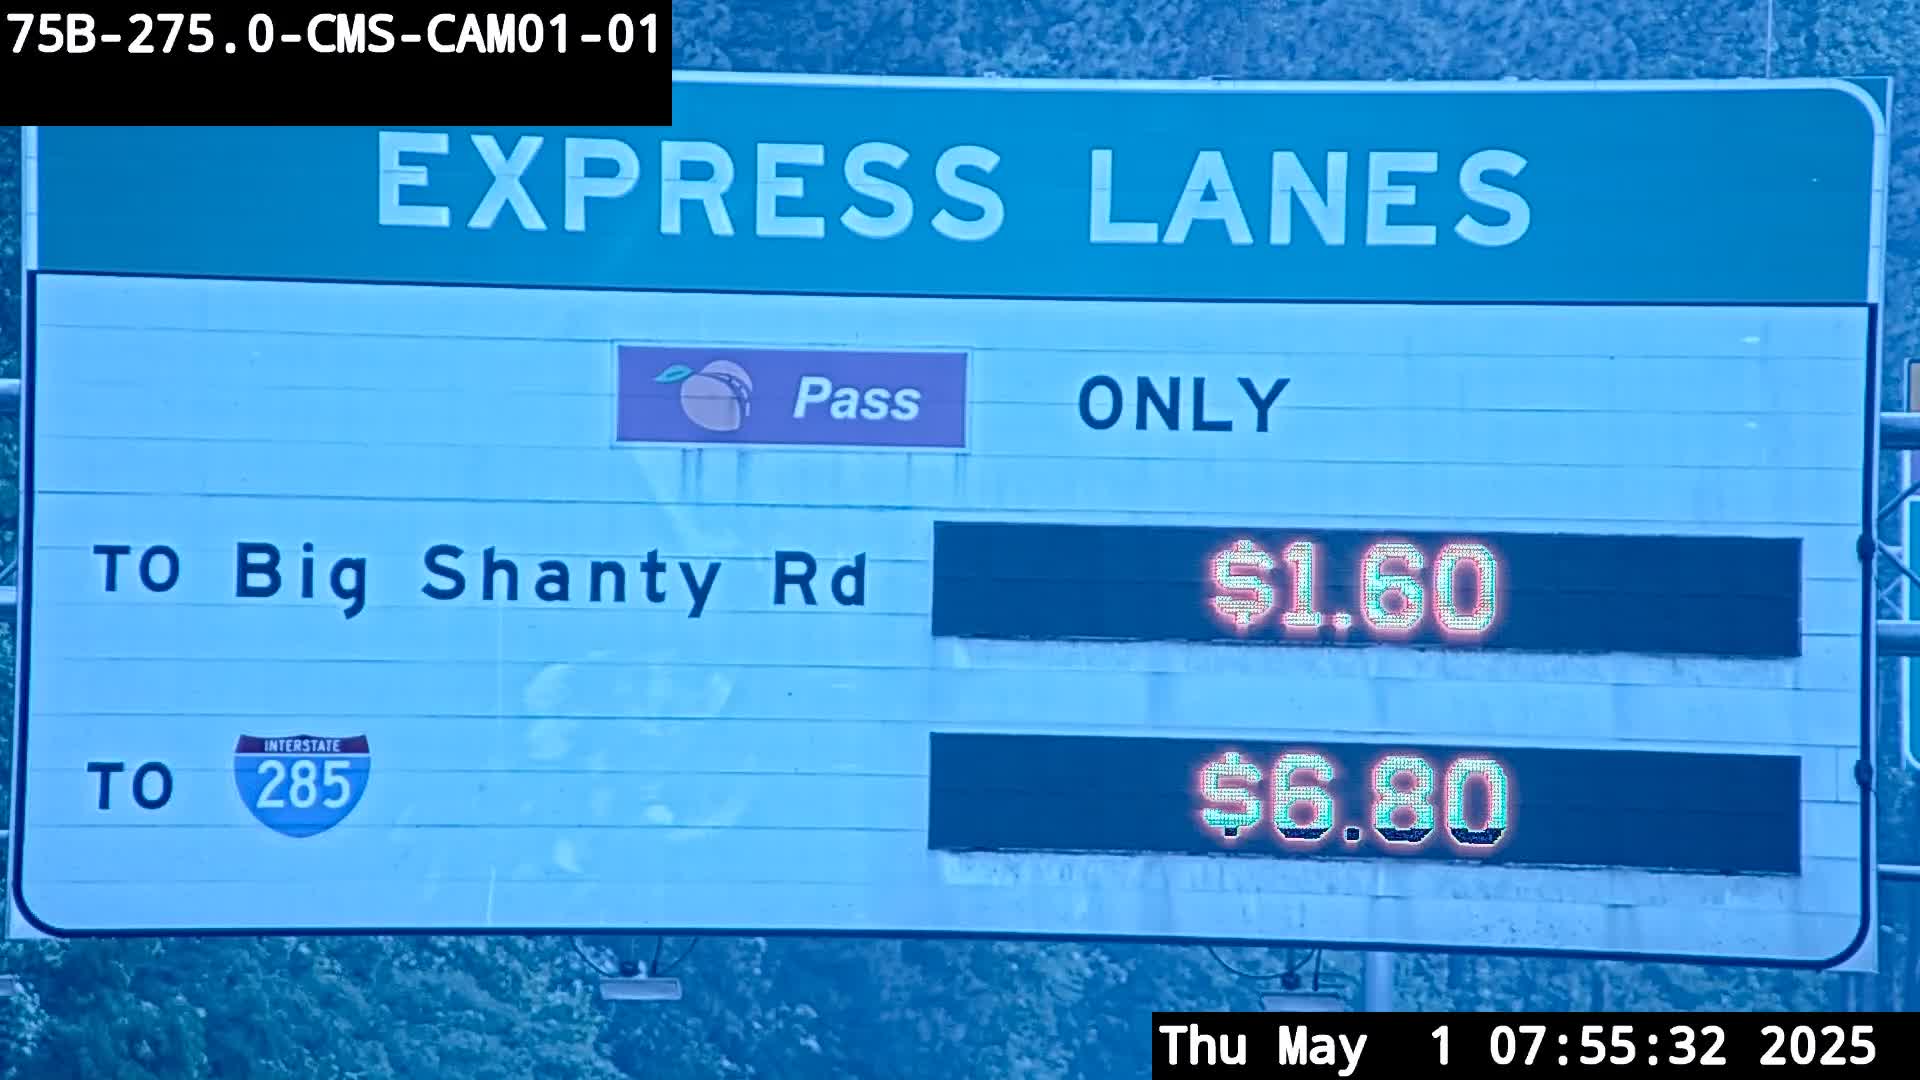 75B-275.0-CMS-CAM01-01
EXPRESS LANES
Pass ONLY
TO Big Shanty Rd $1.60
TO INTERSTATE 285 $6.80
Thu May 1 07:55:32 2025